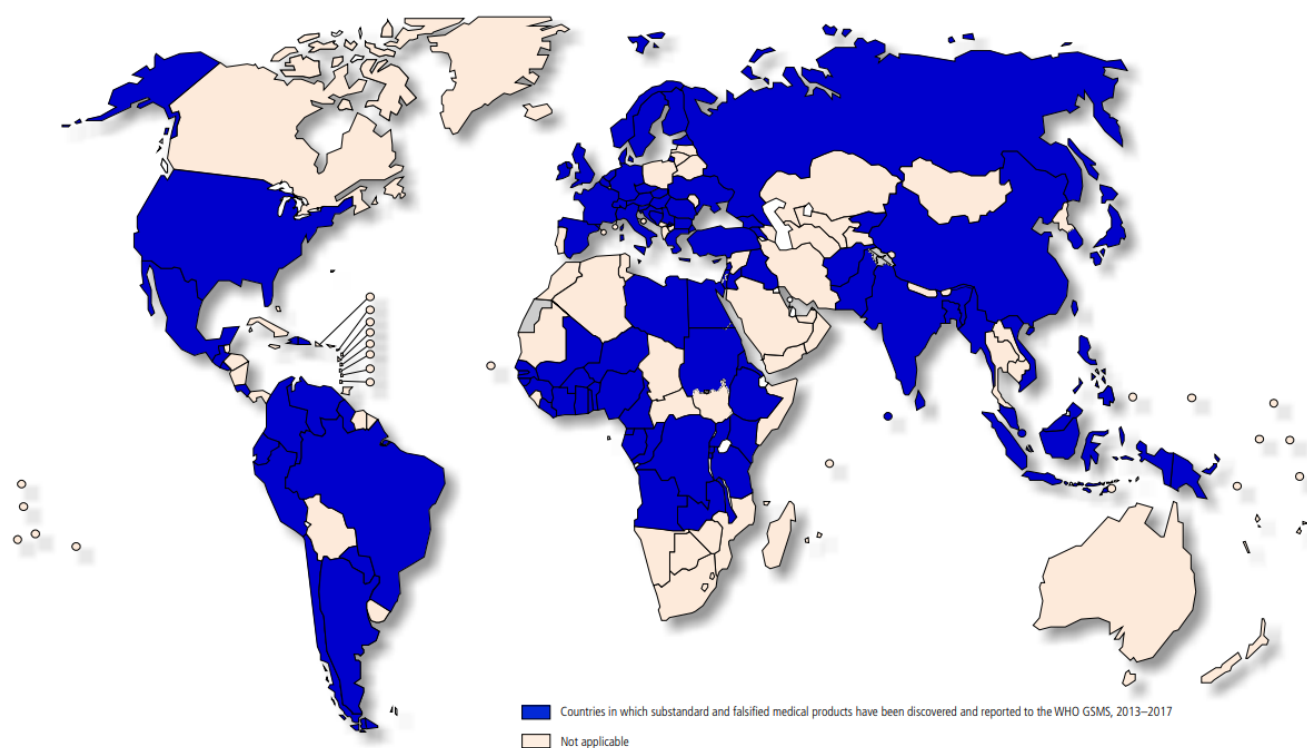 Countries in which substandard and falsified medical products have been discovered and reported to the WHO GSMS, 2013–2017
Not applicable